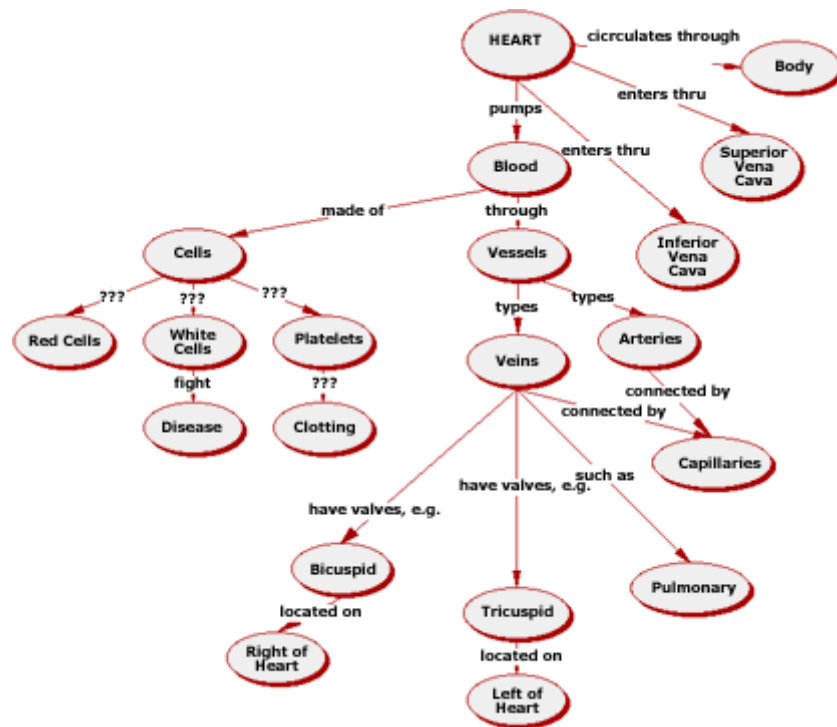 HEART
cicrculates through
Body
enters thru
pumps
Superior
Vena
Cava
enters thru
Blood
made of
through
Cells
Vessels
Inferior
Vena
Cava
???
???
???
types
types
Red Cells
White
Cells
Platelets
Veins
Arteries
fight
???
connected by
connected by
Disease
Clotting
Capillaries
such as
have valves, e.g.
have valves, e.g.
Bicuspid
Pulmonary
Tricuspid
located on
Right of
Heart
located on
Left of
Heart